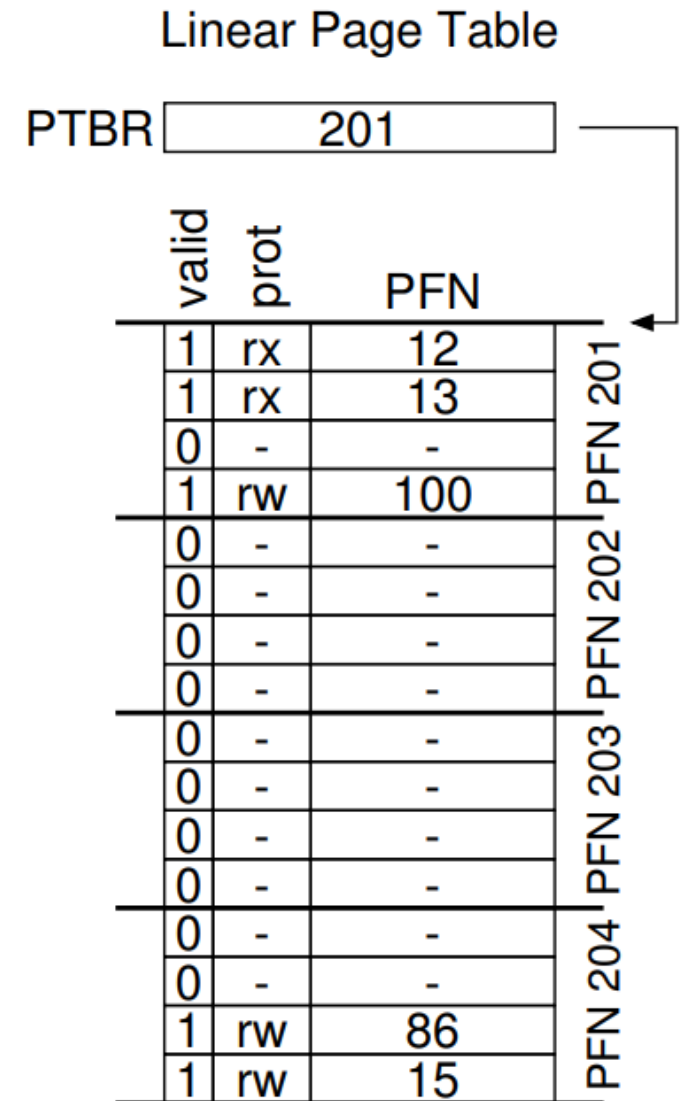 Linear Page Table
PTBR 201
valid prot PFN
1 rx 12
1 rx 13
0 - -
1 rw 100
PFN 201
0 - -
0 - -
0 - -
0 - -
PFN 202
0 - -
0 - -
0 - -
0 - -
PFN 203
0 - -
0 - -
1 rw 86
1 rw 15
PFN 204